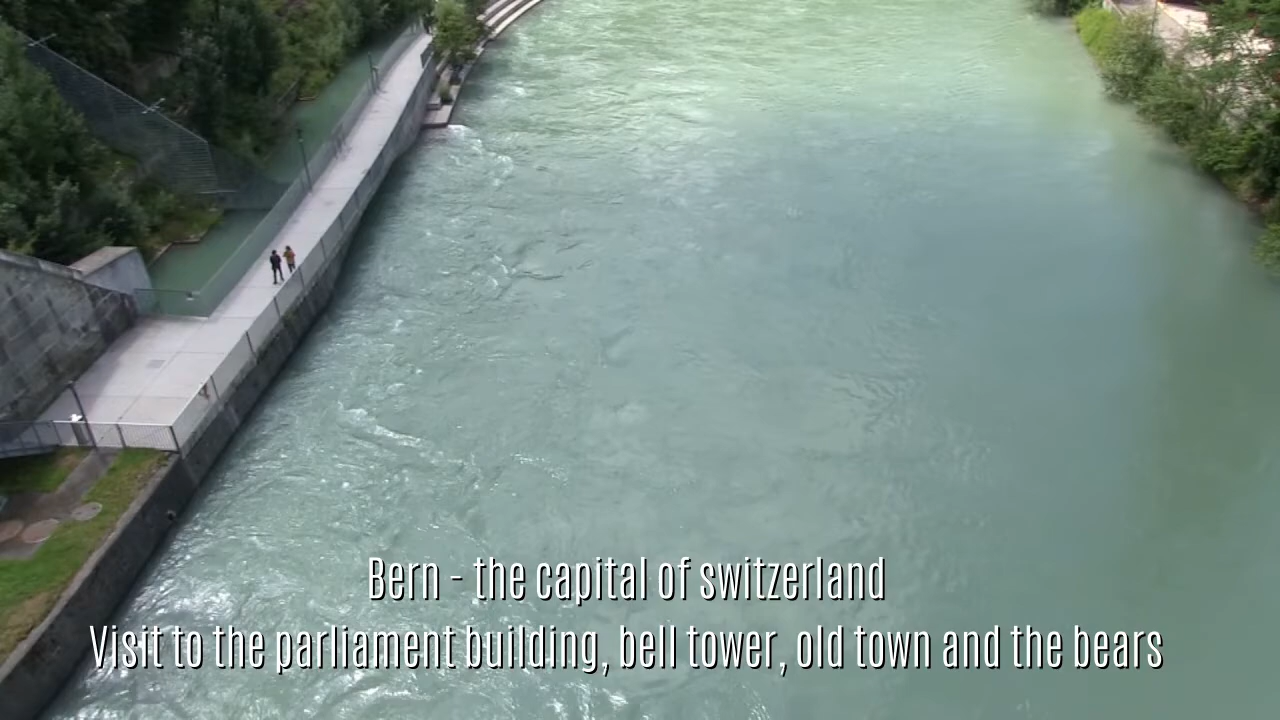 Bern - the capital of switzerland
Visit to the parliament building, bell tower, old town and the bears